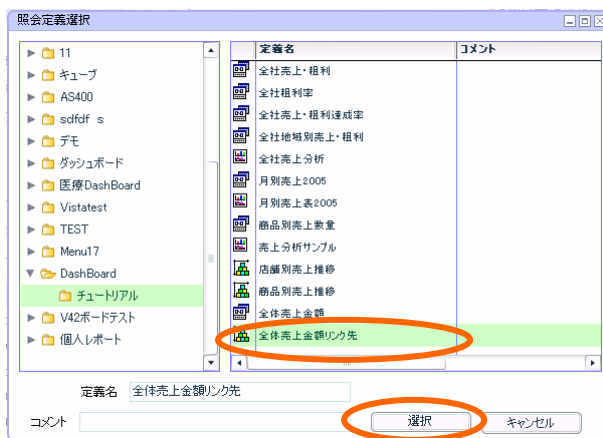 照会定義選択
11
キューブ
AS400
sdfdf s
デモ
ダッシュボード
医療DashBoard
Vistatest
TEST
Menu17
DashBoard
チュートリアル
V42ボードテスト
個人レポート
定義名 コメント
全社売上・粗利
全社粗利率
全社売上・粗利達成率
全社地域別売上・粗利
全社売上分析
月別売上2005
月別売上表2005
商品別売上数量
売上分析サンプル
店舗別売上推移
商品別売上推移
全体売上金額
全体売上金額リンク先
定義名 全体売上金額リンク先
コメント 選択 キャンセル